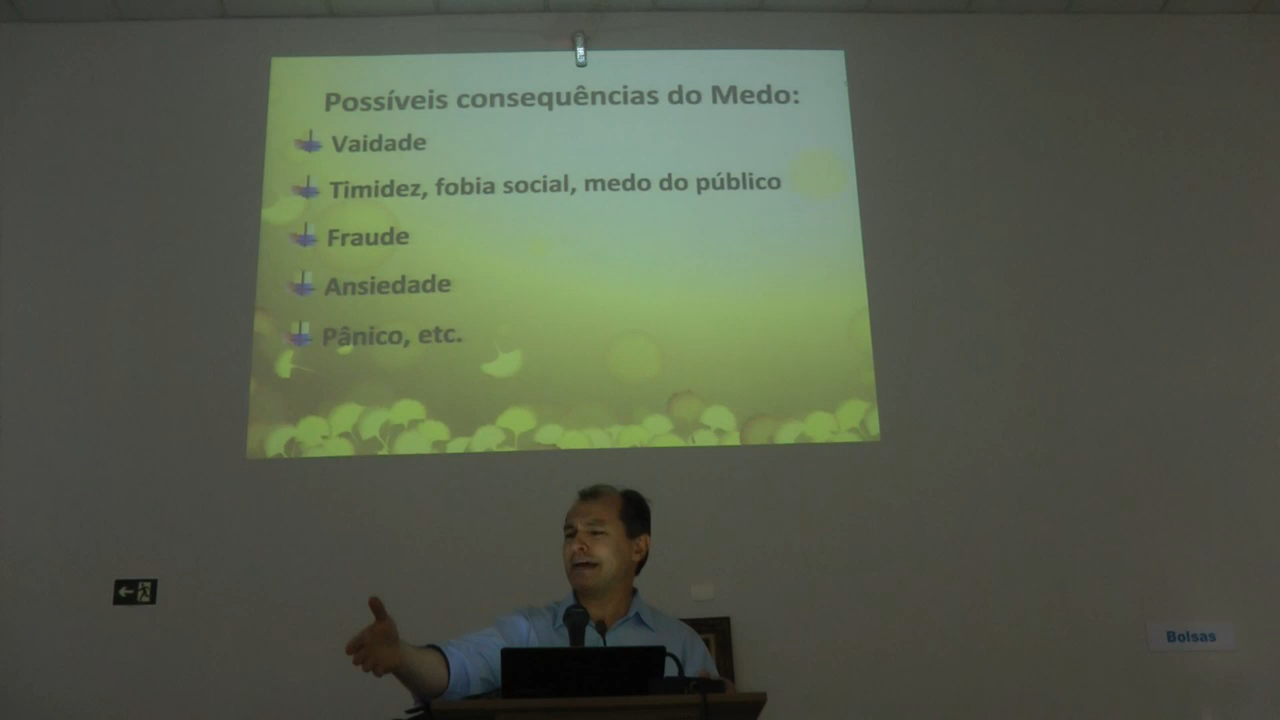 Possíveis consequências do Medo:
Vaidade
Timidez, fobia social, medo do público
Fraude
Ansiedade
Pânico, etc.
Bolsas